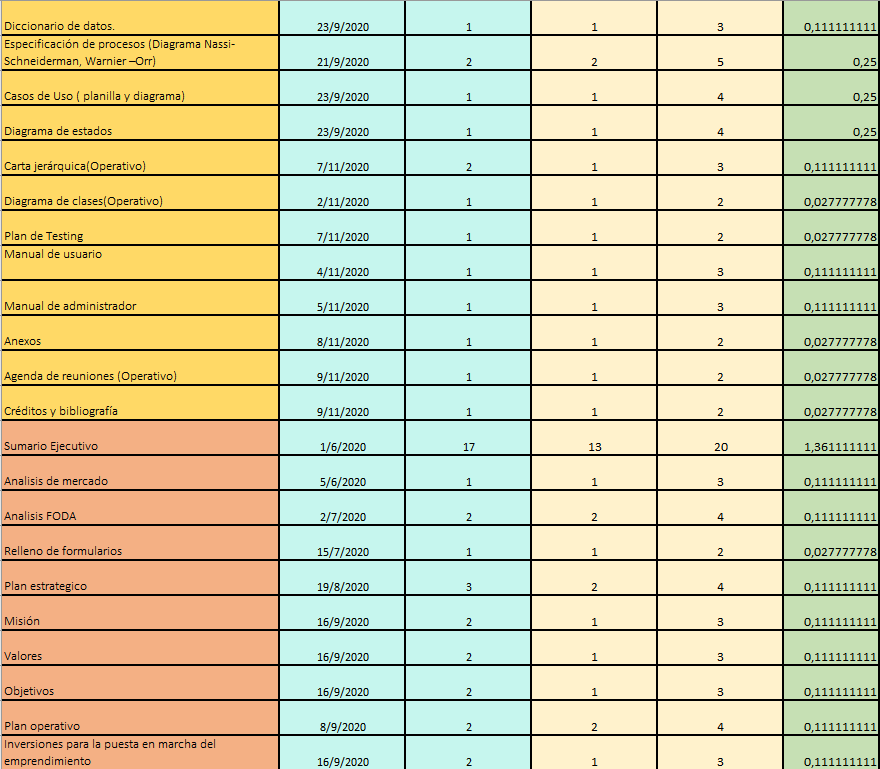 Diccionario de datos. 23/9/2020 1 1 3 0,111111111
Especificación de procesos (Diagrama Nassi-
Schneiderman, Warnier –Orr) 21/9/2020 2 2 5 0,25
Casos de Uso ( planilla y diagrama) 23/9/2020 1 1 4 0,25
Diagrama de estados 23/9/2020 1 1 4 0,25
Carta jerárquica(Operativo) 7/11/2020 2 1 3 0,111111111
Diagrama de clases(Operativo) 2/11/2020 1 1 2 0,027777778
Plan de Testing 7/11/2020 1 1 2 0,027777778
Manual de usuario 4/11/2020 1 1 3 0,111111111
Manual de administrador 5/11/2020 1 1 3 0,111111111
Anexos 8/11/2020 1 1 2 0,027777778
Agenda de reuniones (Operativo) 9/11/2020 1 1 2 0,027777778
Créditos y bibliografía 9/11/2020 1 1 2 0,027777778
Sumario Ejecutivo 1/6/2020 17 13 20 1,361111111
Analisis de mercado 5/6/2020 1 1 3 0,111111111
Analisis FODA 2/7/2020 2 2 4 0,111111111
Relleno de formularios 15/7/2020 1 1 2 0,027777778
Plan estrategico 19/8/2020 3 2 4 0,111111111
Misión 16/9/2020 2 1 3 0,111111111
Valores 16/9/2020 2 1 3 0,111111111
Objetivos 16/9/2020 2 1 3 0,111111111
Plan operativo 8/9/2020 2 2 4 0,111111111
Inversiones para la puesta en marcha del
emprendimiento 16/9/2020 2 1 3 0,111111111